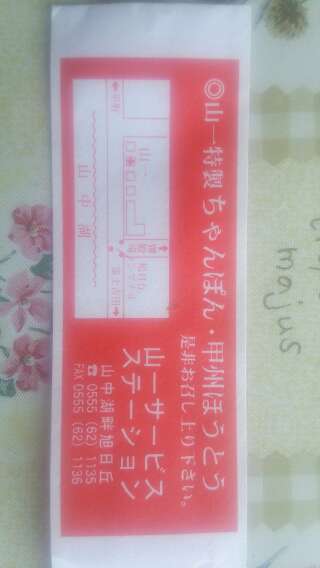 ◎山一特製ちゃんぽん・甲州ほうとう
是非お召し上り下さい。
山一サービス
ステーション
山中湖畔旭日丘
☎ 0555 (62) 1135
FAX 0555 (62) 1136
山一
山中湖
majus